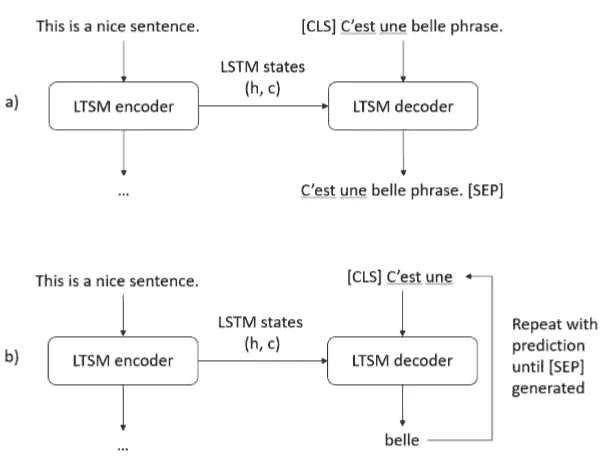 This is a nice sentence.
[CLS] C'est une belle phrase.
LSTM states
(h, c)
a)
LTSM encoder
LTSM decoder
...
C'est une belle phrase. [SEP]
This is a nice sentence.
[CLS] C'est une
LSTM states
(h, c)
b)
LTSM encoder
LTSM decoder
Repeat with
prediction
until [SEP]
generated
...
belle